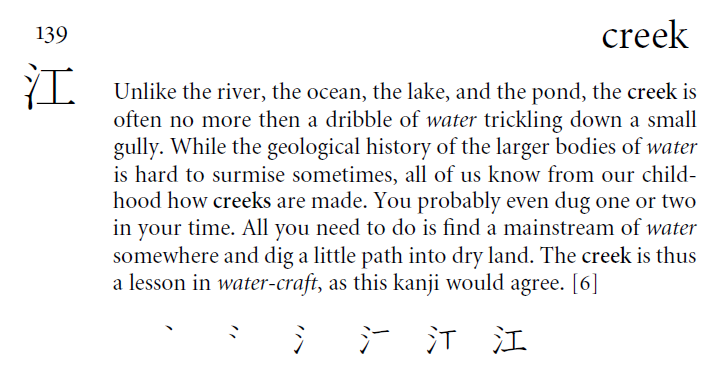 139 creek
江
Unlike the river, the ocean, the lake, and the pond, the creek is
often no more then a dribble of water trickling down a small
gully. While the geological history of the larger bodies of water
is hard to surmise sometimes, all of us know from our child-
hood how creeks are made. You probably even dug one or two
in your time. All you need to do is find a mainstream of water
somewhere and dig a little path into dry land. The creek is thus
a lesson in water-craft, as this kanji would agree. [6]
丶 冫 氵 汇 汀 江